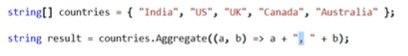 string[] countries = { "India", "US", "UK", "Canada", "Australia" };
string result = countries.Aggregate((a, b) => a + ", " + b);